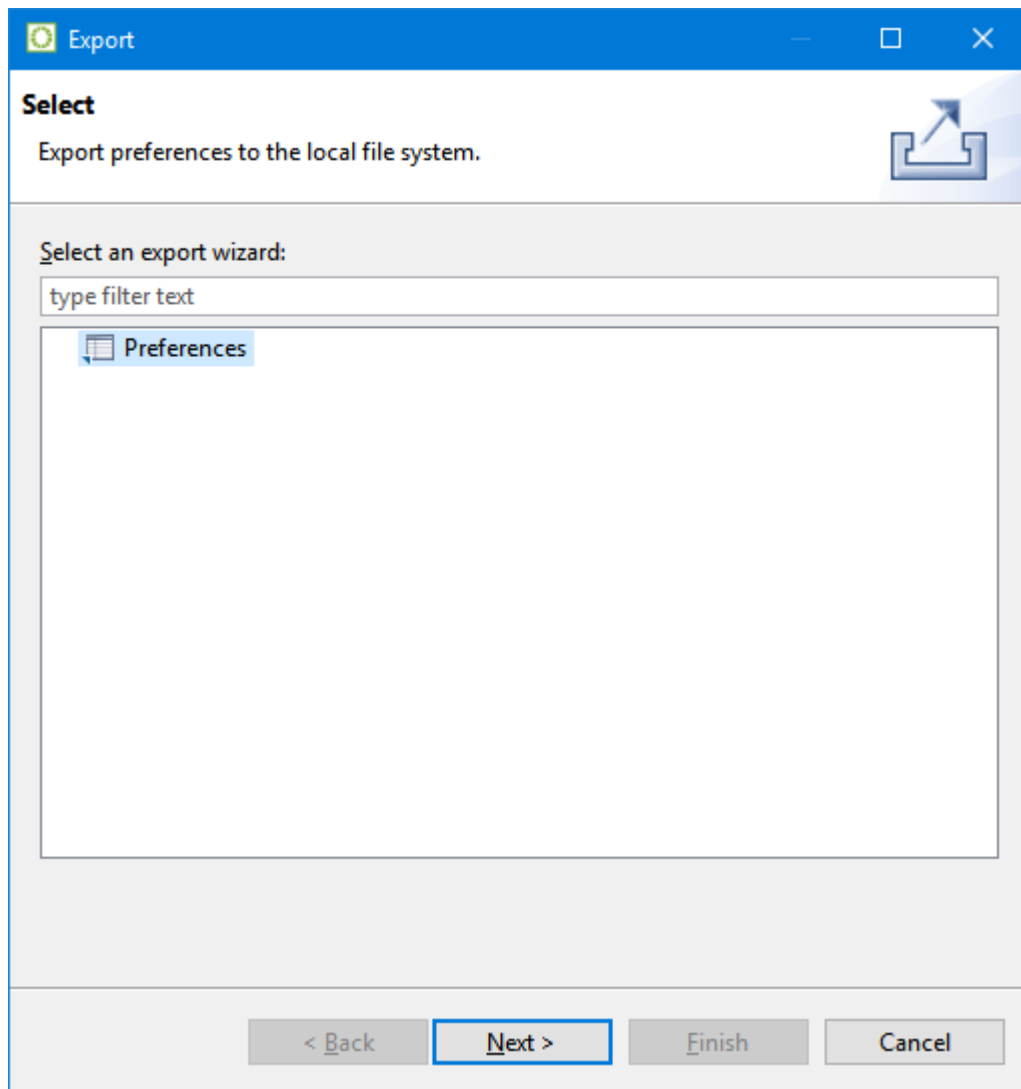 Export
Select
Export preferences to the local file system.
Select an export wizard:
type filter text
Preferences
< Back Next > Finish Cancel